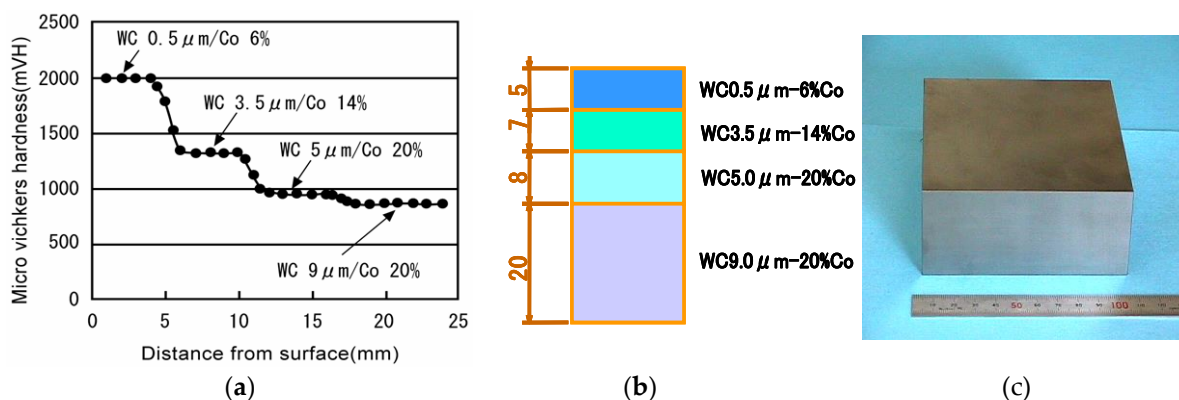 2500
2000
1500
1000
500
0
0 5 10 15 20 25
Micro vichkers hardness(mVH)
Distance from surface(mm)
WC 0.5μm/Co 6%
WC 3.5μm/Co 14%
WC 5μm/Co 20%
WC 9μm/Co 20%
(a)
5
7
8
20
WC0.5μm-6%Co
WC3.5μm-14%Co
WC5.0μm-20%Co
WC9.0μm-20%Co
(b)
50 100
(c)